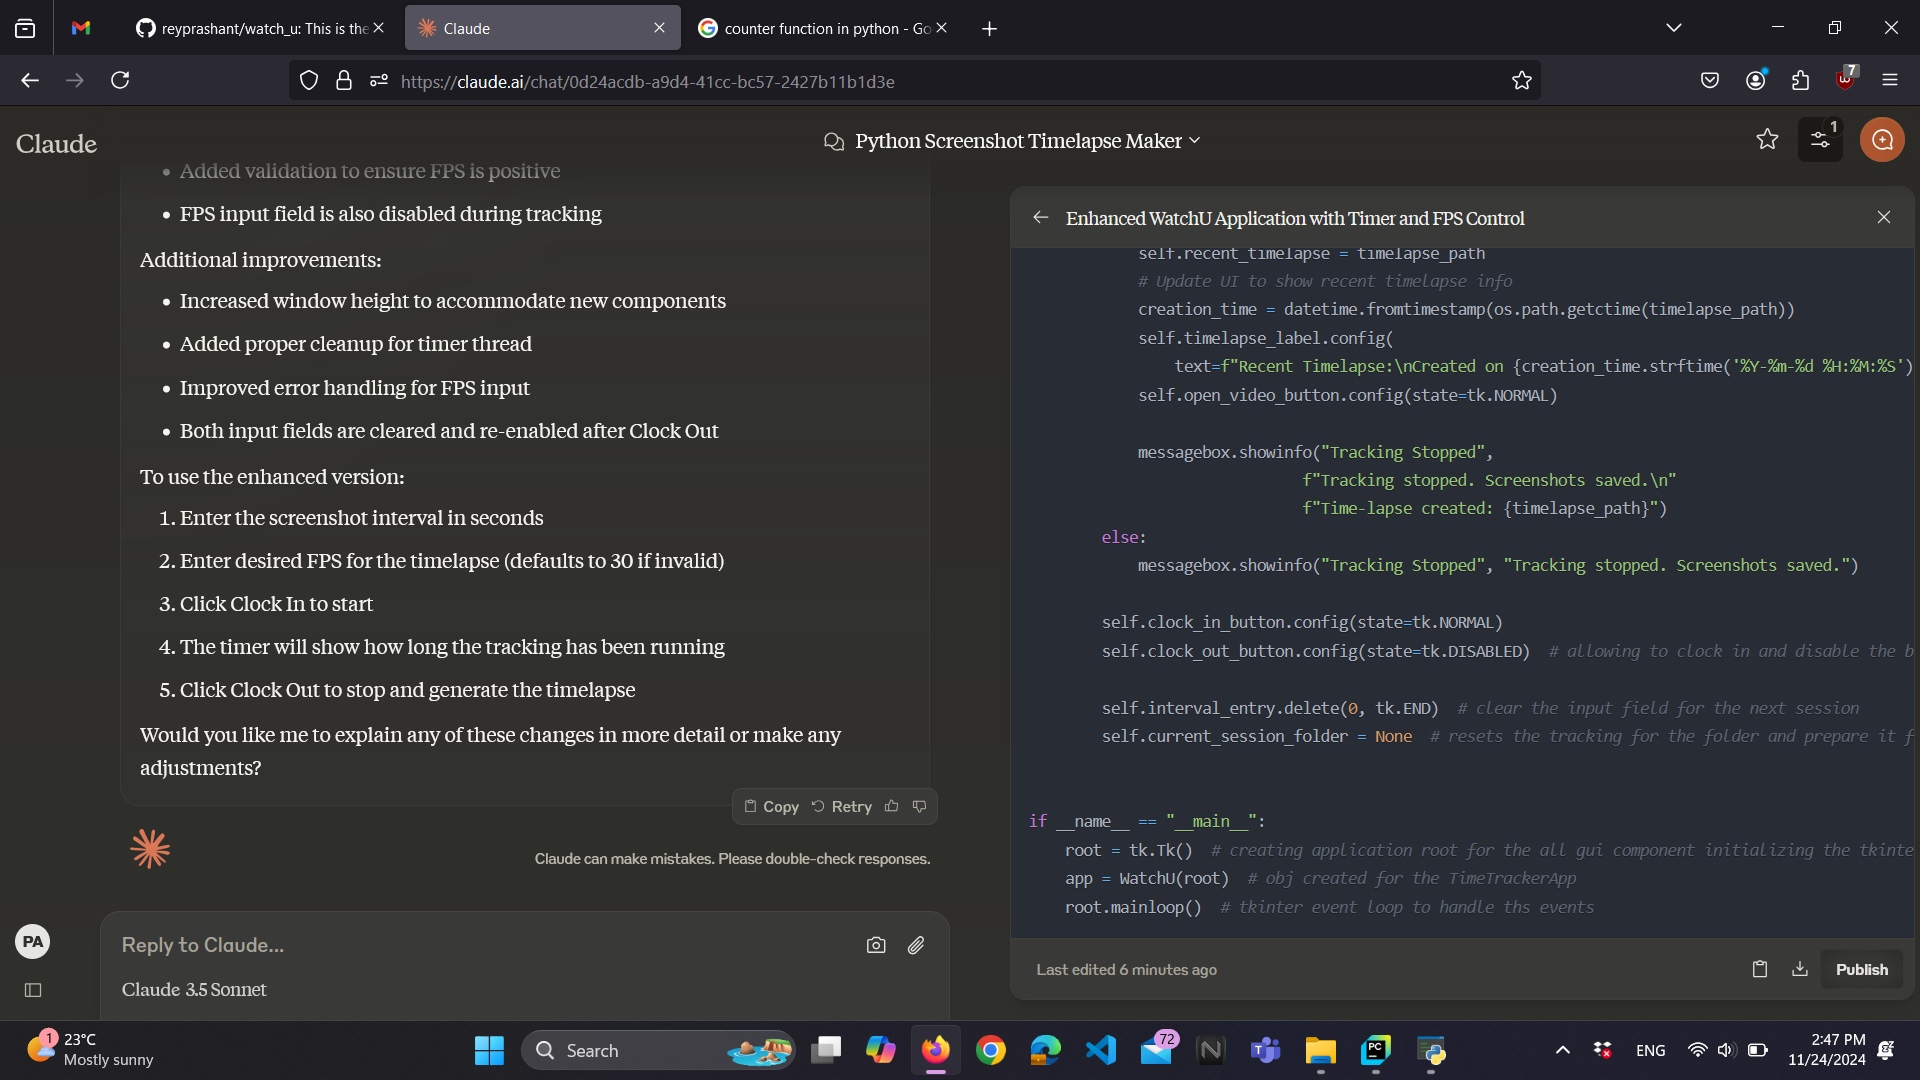 reyprashant/watch_u: This is the
Claude
counter function in python - Go
https://claude.ai/chat/0d24acdb-a9d4-41cc-bc57-2427b11b1d3e
7
Claude
Python Screenshot Timelapse Maker
1
• Added validation to ensure FPS is positive
• FPS input field is also disabled during tracking
Additional improvements:
• Increased window height to accommodate new components
• Added proper cleanup for timer thread
• Improved error handling for FPS input
• Both input fields are cleared and re-enabled after Clock Out
To use the enhanced version:
1. Enter the screenshot interval in seconds
2. Enter desired FPS for the timelapse (defaults to 30 if invalid)
3. Click Clock In to start
4. The timer will show how long the tracking has been running
5. Click Clock Out to stop and generate the timelapse
Would you like me to explain any of these changes in more detail or make any
adjustments?
Copy Retry
Claude can make mistakes. Please double-check responses.
PA
Reply to Claude...
Claude 3.5 Sonnet
Enhanced WatchU Application with Timer and FPS Control
self.recent_timelapse = timelapse_path
# Update UI to show recent timelapse info
creation_time = datetime.fromtimestamp(os.path.getctime(timelapse_path))
self.timelapse_label.config(
text=f"Recent Timelapse:\nCreated on {creation_time.strftime('%Y-%m-%d %H:%M:%S')
self.open_video_button.config(state=tk.NORMAL)
messagebox.showinfo("Tracking Stopped",
f"Tracking stopped. Screenshots saved.\n"
f"Time-lapse created: {timelapse_path}")
else:
messagebox.showinfo("Tracking Stopped", "Tracking stopped. Screenshots saved.")
self.clock_in_button.config(state=tk.NORMAL)
self.clock_out_button.config(state=tk.DISABLED) # allowing to clock in and disable the b
self.interval_entry.delete(0, tk.END) # clear the input field for the next session
self.current_session_folder = None # resets the tracking for the folder and prepare it f
if __name__ == "__main__":
root = tk.Tk() # creating application root for the all gui component initializing the tkinte
app = WatchU(root) # obj created for the TimeTrackerApp
root.mainloop() # tkinter event loop to handle ths events
Last edited 6 minutes ago
Publish
1
23°C
Mostly sunny
Search
72
PC
ENG
2:47 PM
11/24/2024